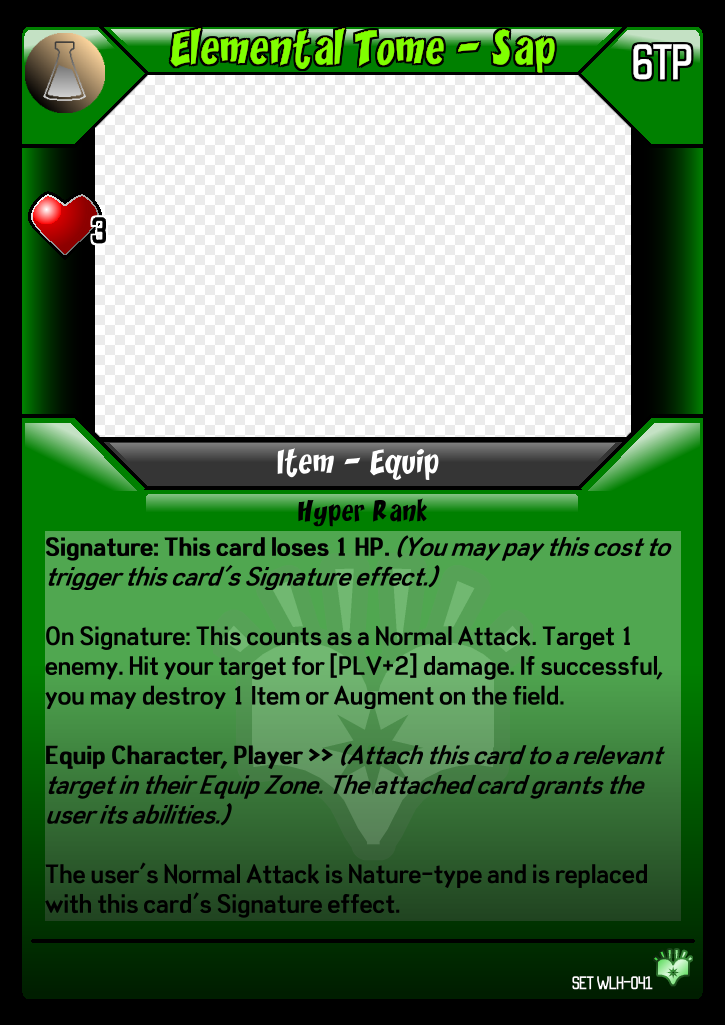 Elemental Tome - Sap
6TP
3
Item - Equip
Hyper Rank
Signature: This card loses 1 HP. (You may pay this cost to
trigger this card's Signature effect.)
On Signature: This counts as a Normal Attack. Target 1
enemy. Hit your target for [PLV+2] damage. If successful,
you may destroy 1 Item or Augment on the field.
Equip Character, Player >> (Attach this card to a relevant
target in their Equip Zone. The attached card grants the
user its abilities.)
The user's Normal Attack is Nature-type and is replaced
with this card's Signature effect.
SET WLH-041